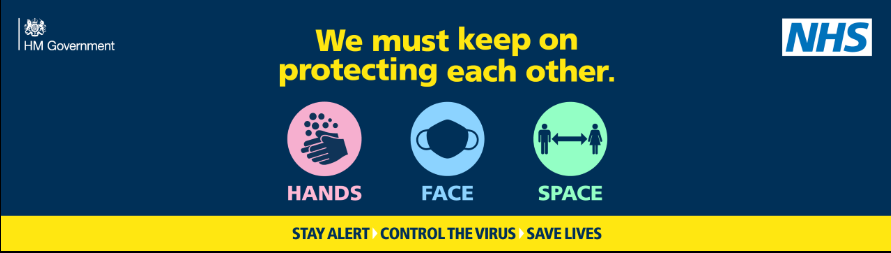 HM Government
NHS
We must keep on
protecting each other.
HANDS FACE SPACE
STAY ALERT CONTROL THE VIRUS SAVE LIVES